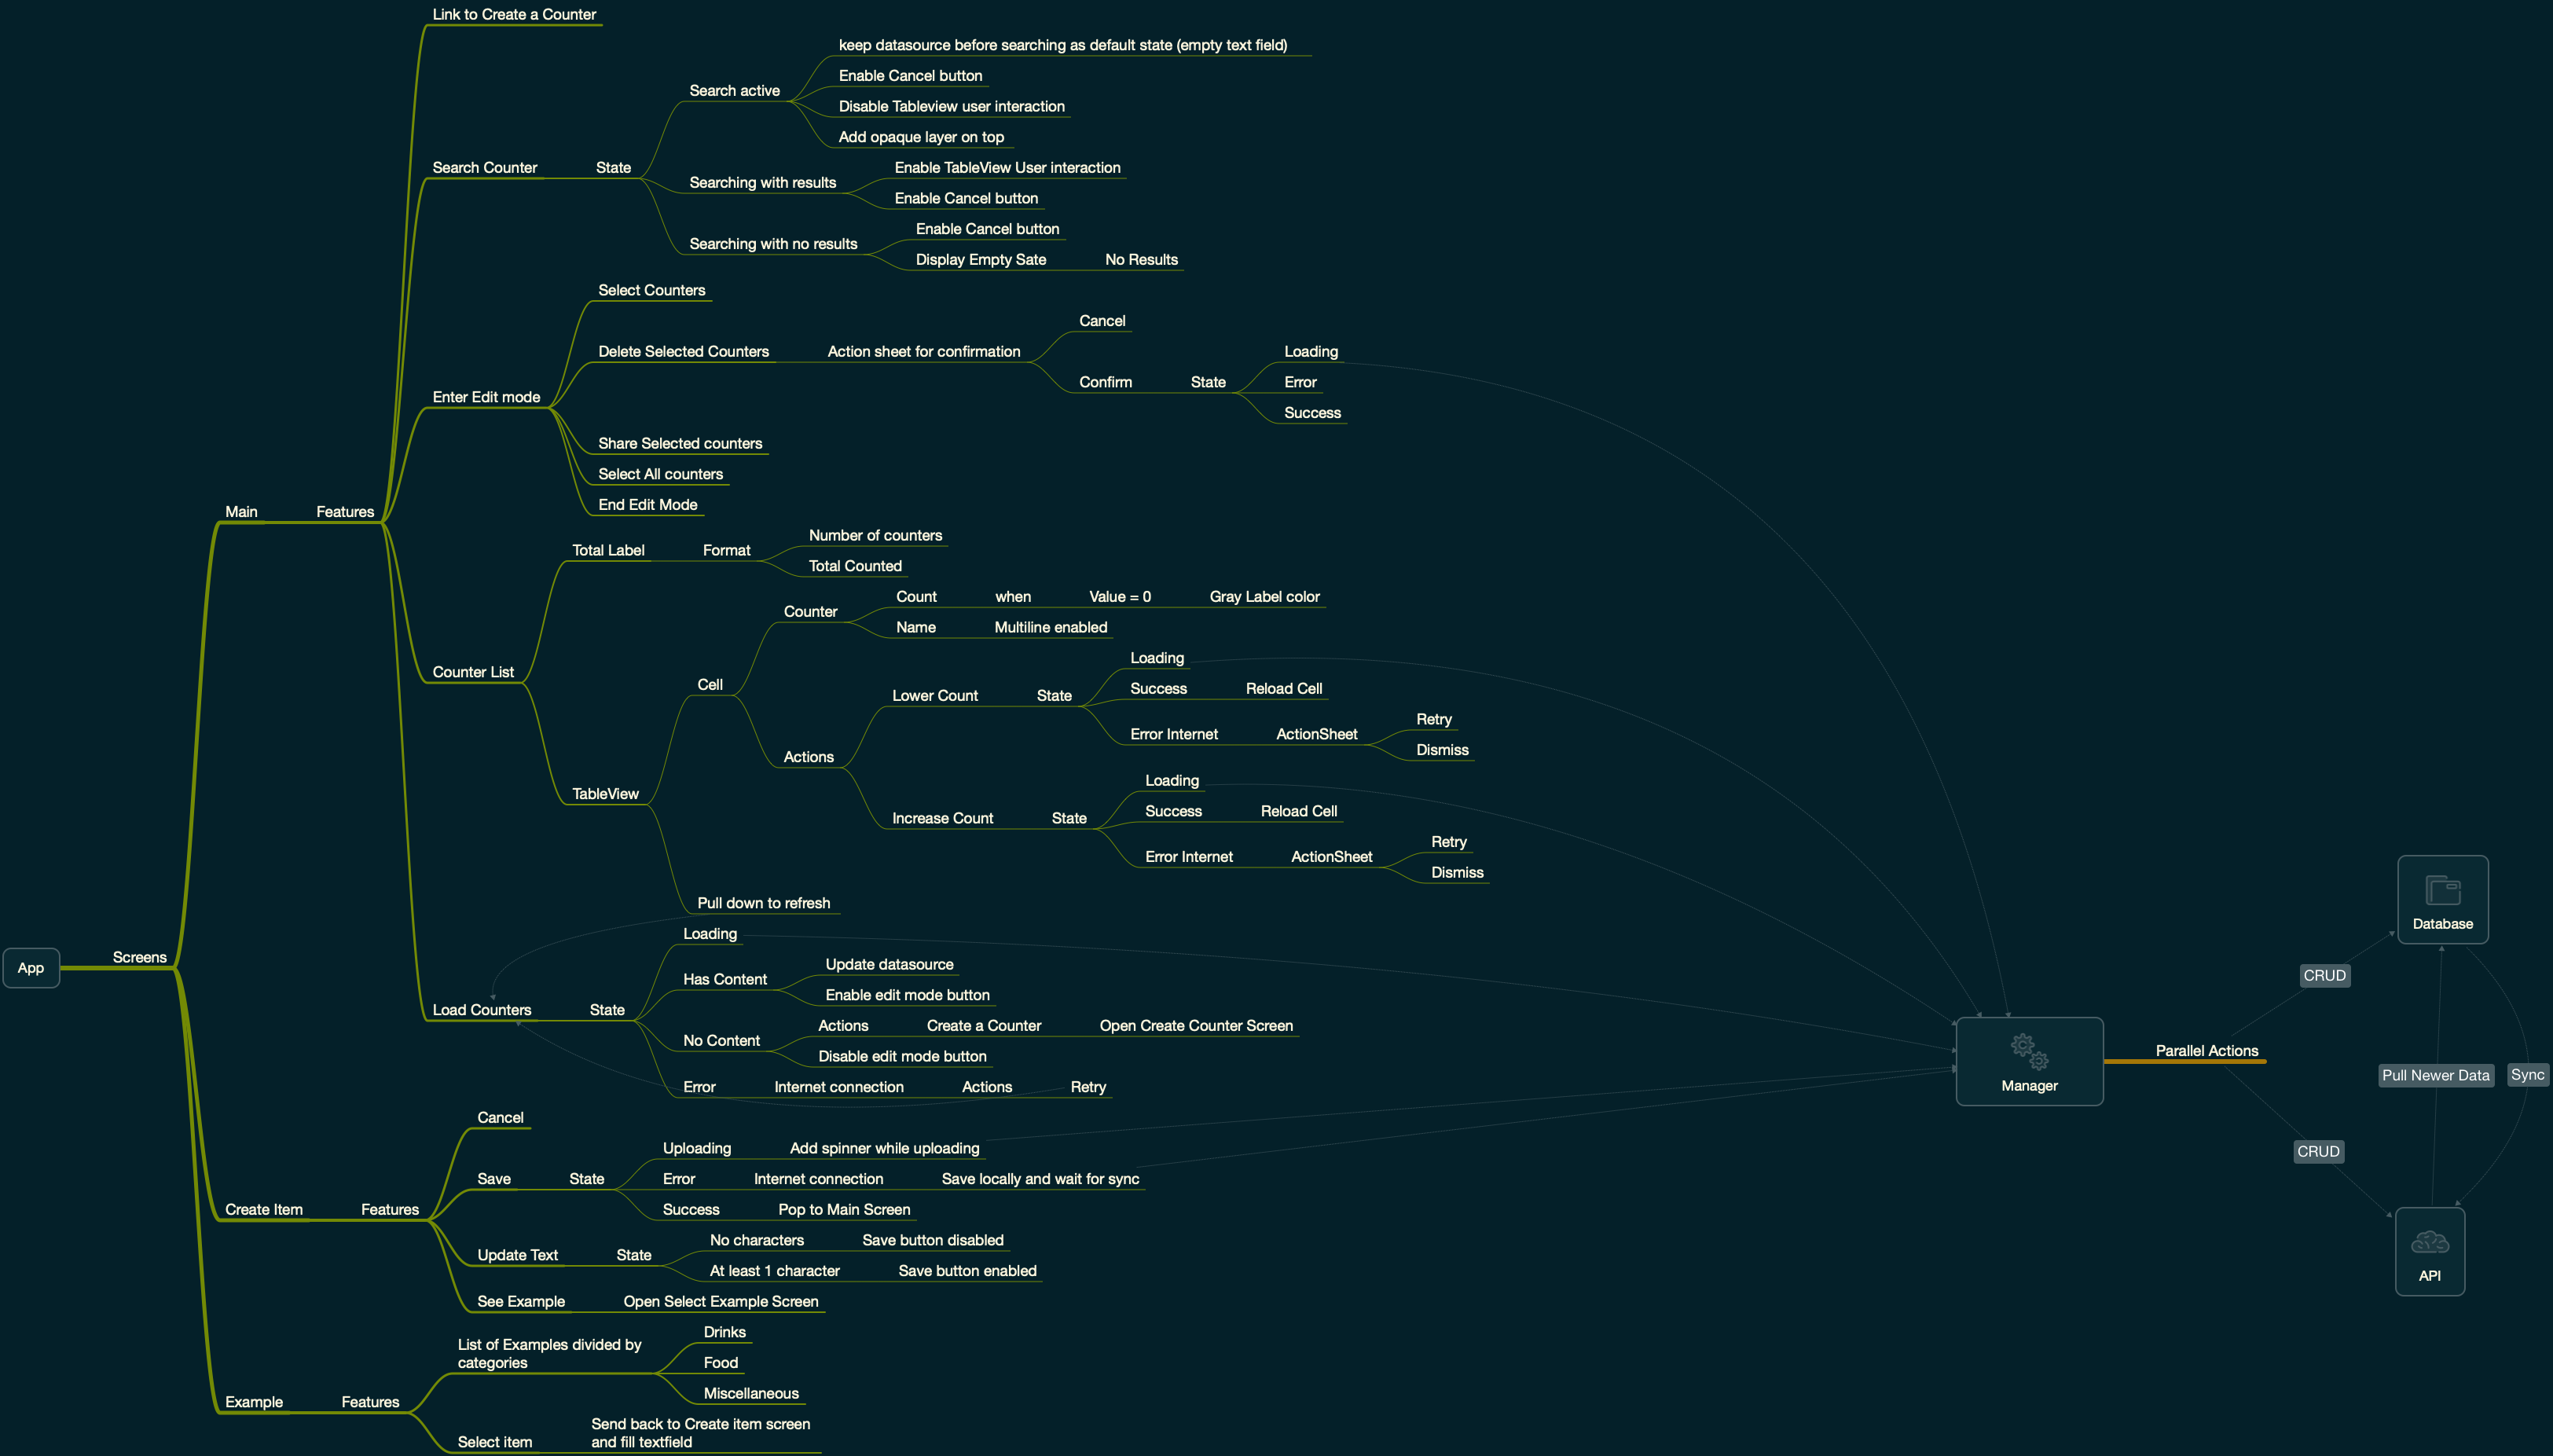 Link to Create a Counter
keep datasource before searching as default state (empty text field)
Enable Cancel button
Search active
Disable Tableview user interaction
Add opaque layer on top
Search Counter
State
Enable TableView User interaction
Searching with results
Enable Cancel button
Enable Cancel button
Searching with no results
Display Empty Sate
No Results
Select Counters
Cancel
Delete Selected Counters
Action sheet for confirmation
Loading
Confirm
State
Error
Enter Edit mode
Success
Share Selected counters
Select All counters
End Edit Mode
Main
Features
Number of counters
Total Label
Format
Total Counted
Count
when
Value = 0
Gray Label color
Counter
Name
Multiline enabled
Loading
Counter List
Cell
Lower Count
State
Success
Reload Cell
Retry
Error Internet
ActionSheet
Dismiss
Actions
Loading
TableView
Success
Reload Cell
Increase Count
State
Retry
Error Internet
ActionSheet
Dismiss
Pull down to refresh
Database
Loading
App
Screens
Has Content
Update datasource
Enable edit mode button
CRUD
Load Counters
State
Actions
Create a Counter
Open Create Counter Screen
No Content
Disable edit mode button
Parallel Actions
Manager
Pull Newer Data
Sync
Error
Internet connection
Actions
Retry
Cancel
Uploading
Add spinner while uploading
CRUD
Save
State
Error
Internet connection
Save locally and wait for sync
Create Item
Features
Success
Pop to Main Screen
No characters
Save button disabled
Update Text
State
At least 1 character
Save button enabled
API
See Example
Open Select Example Screen
Drinks
List of Examples divided by
categories
Food
Miscellaneous
Example
Features
Select item
Send back to Create item screen
and fill textfield